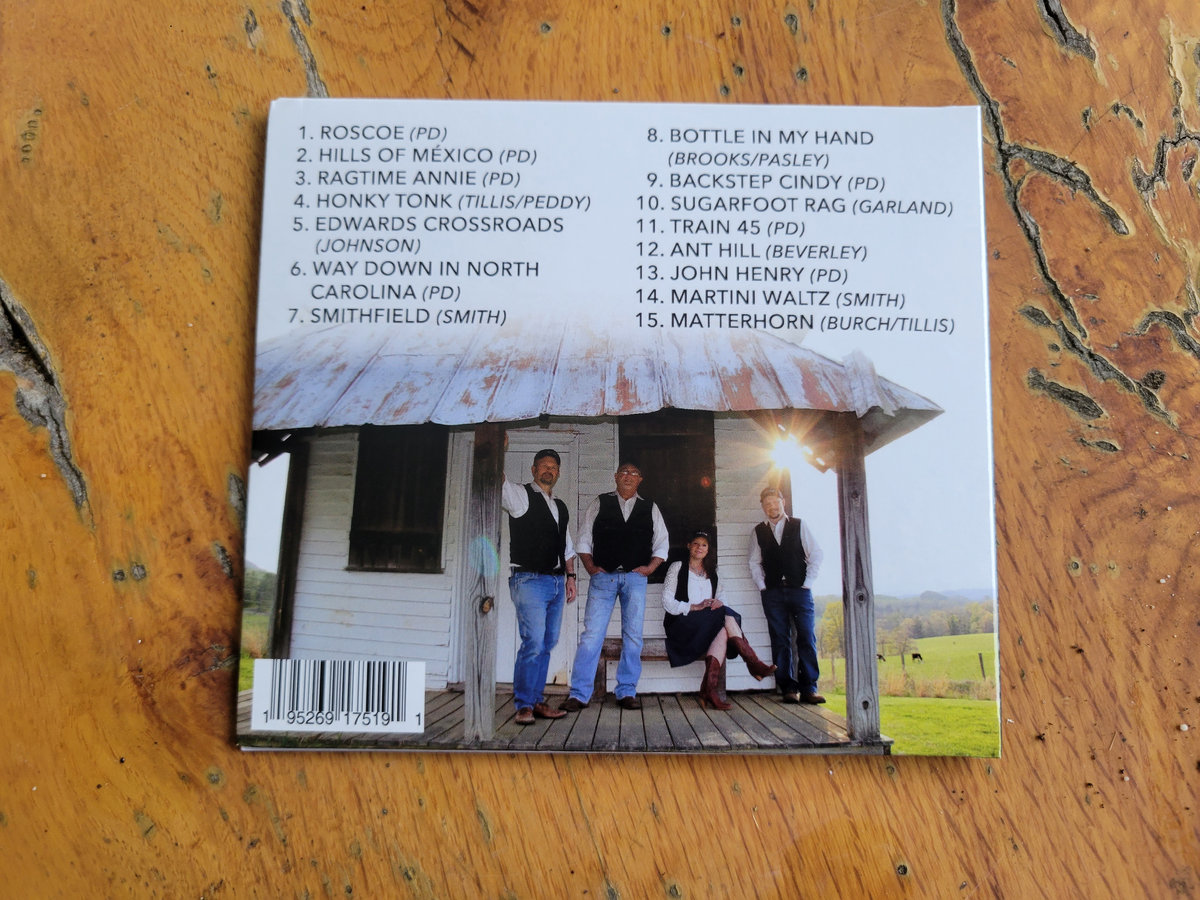 1. ROSCOE (PD)
2. HILLS OF MÉXICO (PD)
3. RAGTIME ANNIE (PD)
4. HONKY TONK (TILLIS/PEDDY)
5. EDWARDS CROSSROADS
(JOHNSON)
6. WAY DOWN IN NORTH
CAROLINA (PD)
7. SMITHFIELD (SMITH)
8. BOTTLE IN MY HAND
(BROOKS/PASLEY)
9. BACKSTEP CINDY (PD)
10. SUGARFOOT RAG (GARLAND)
11. TRAIN 45 (PD)
12. ANT HILL (BEVERLEY)
13. JOHN HENRY (PD)
14. MARTINI WALTZ (SMITH)
15. MATTERHORN (BURCH/TILLIS)
1 95269 17519 1